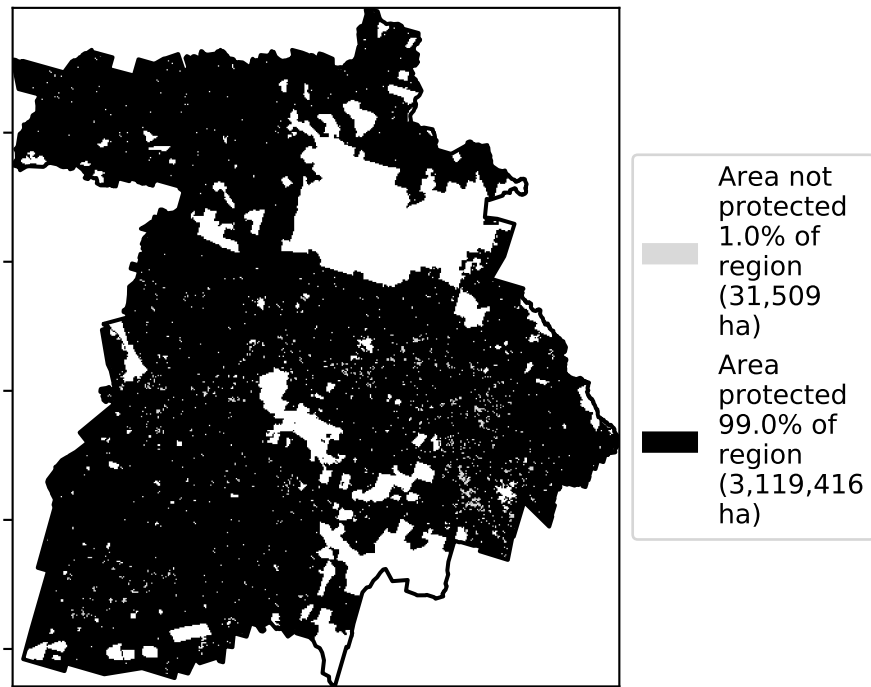 Area not
protected
1.0% of
region
(31,509
ha)
Area
protected
99.0% of
region
(3,119,416
ha)